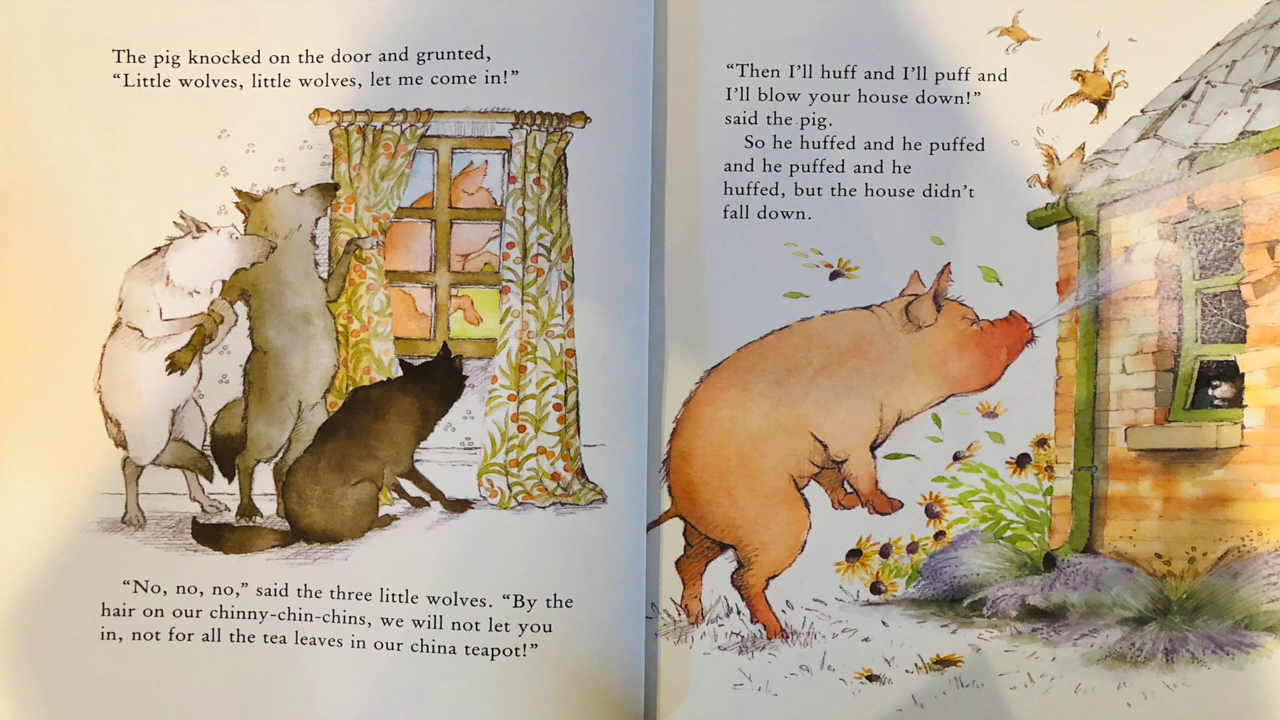 The pig knocked on the door and grunted,
“Little wolves, little wolves, let me come in!”
“No, no, no,” said the three little wolves. “By the
hair on our chinny-chin-chins, we will not let you
in, not for all the tea leaves in our china teapot!”
“Then I’ll huff and I’ll puff and
I’ll blow your house down!”
said the pig.
So he huffed and he puffed
and he puffed and he
huffed, but the house didn’t
fall down.